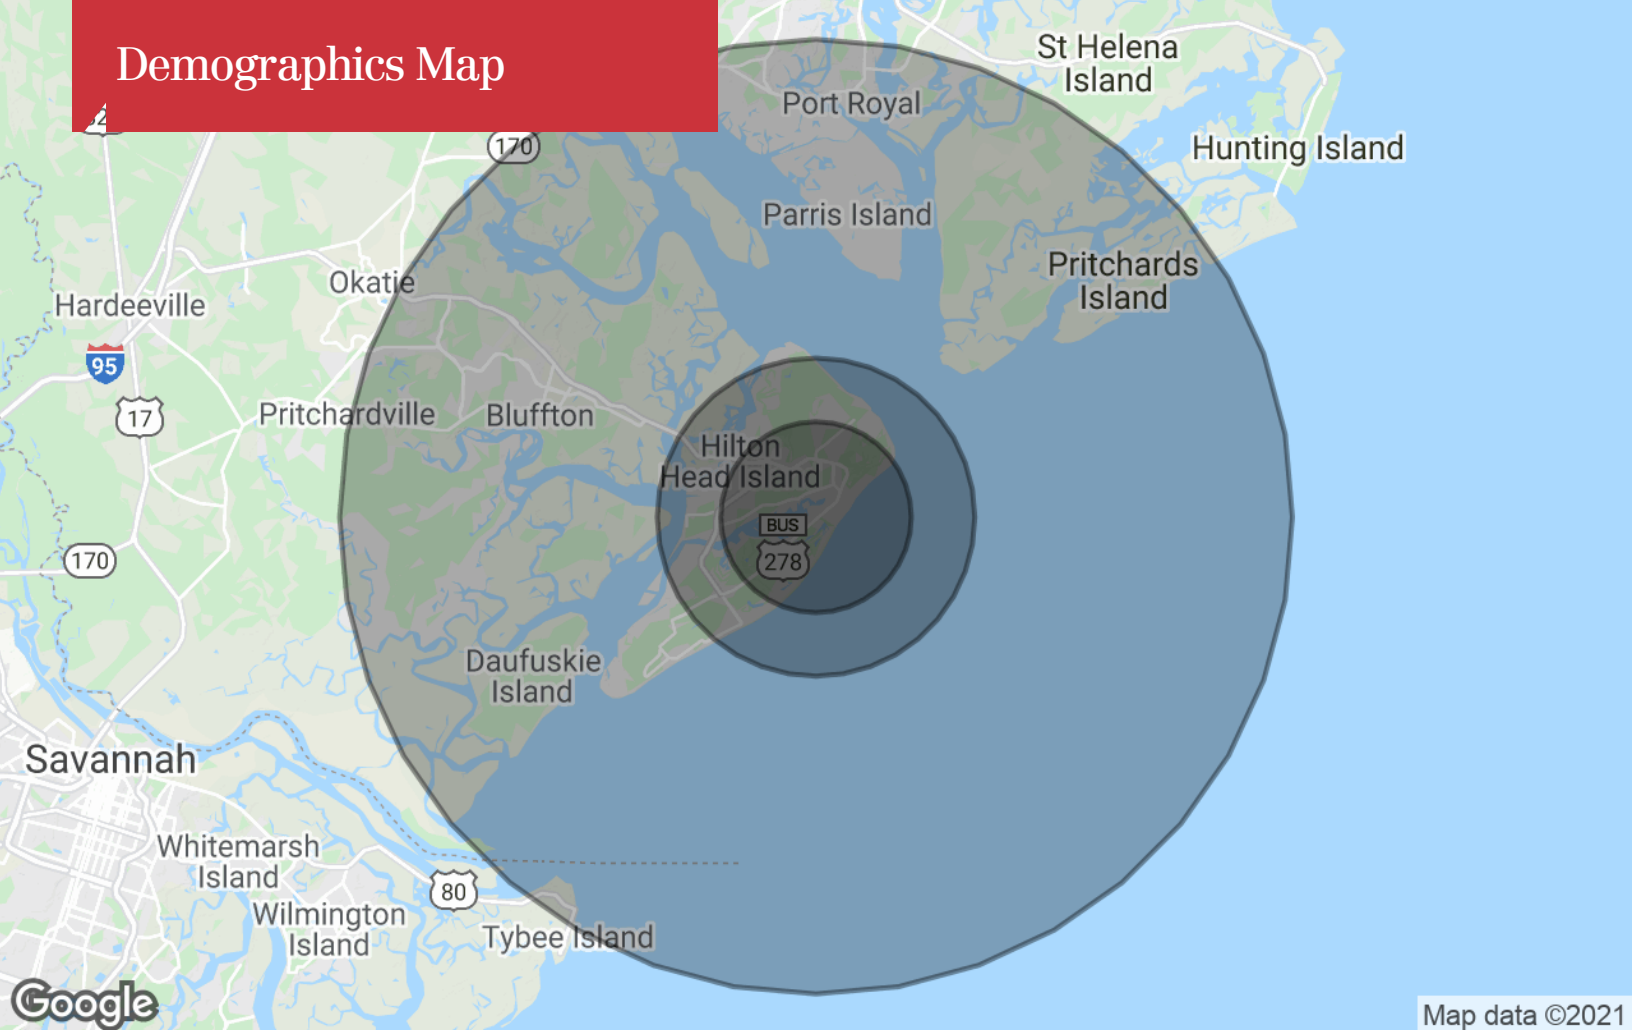 Demographics Map
St Helena
Island
Port Royal
170
Hunting Island
Parris Island
Pritchards
Island
Okatie
Hardeeville
95
17
Pritchardville
Bluffton
Hilton
Head Island
BUS
278
170
Daufuskie
Island
Savannah
Whitemarsh
Island
80
Wilmington
Island
Tybee Island
Google
Map data ©2021